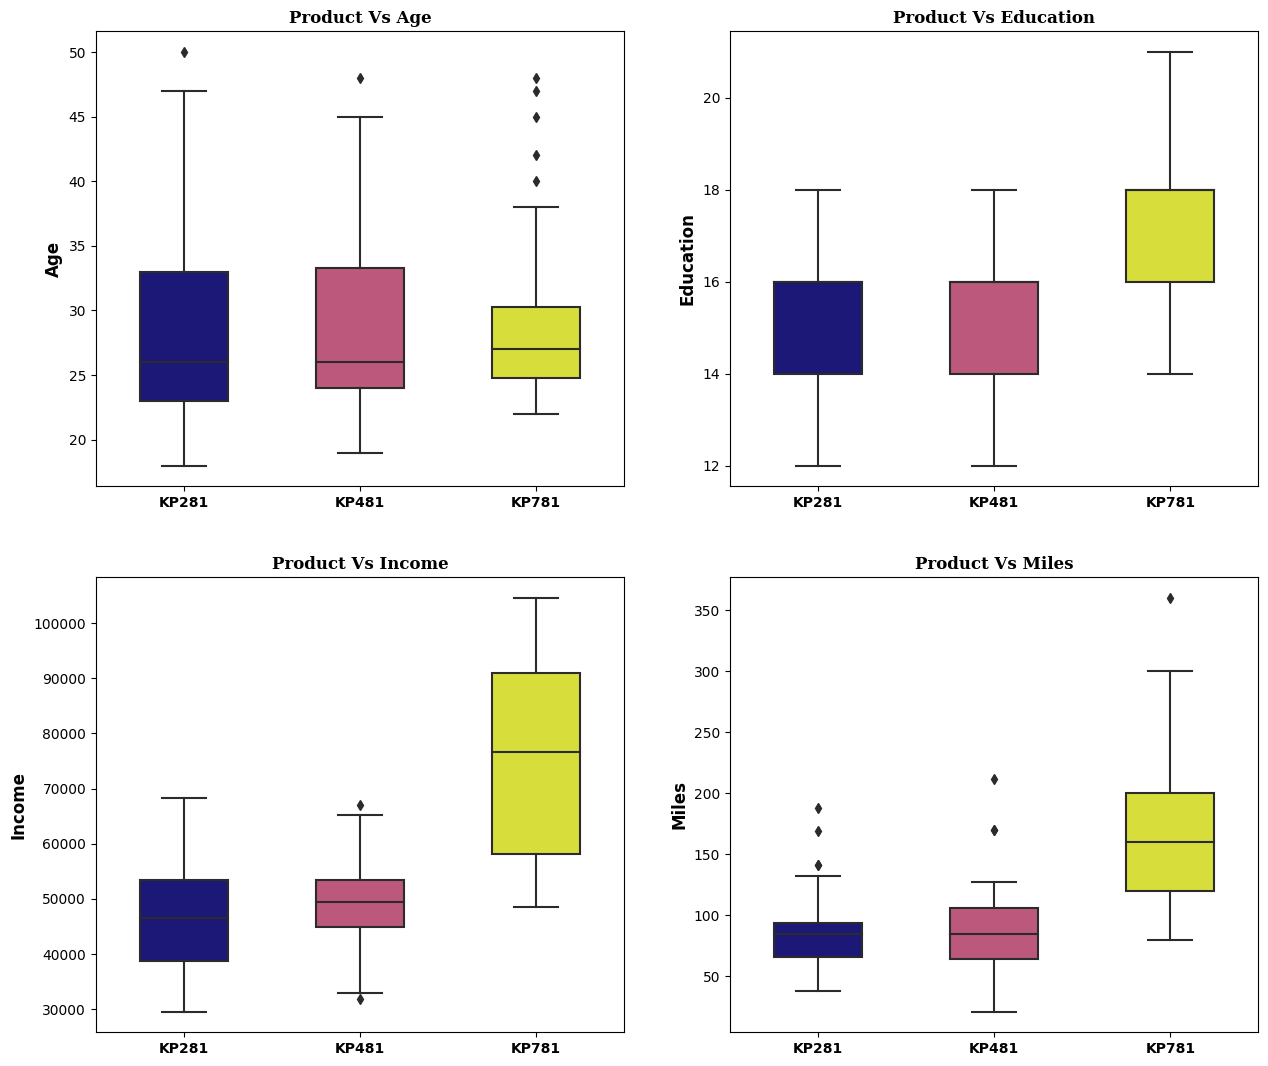 Product Vs Age
50
45
40
35
30
25
20
Age
KP281 KP481 KP781
Product Vs Education
20
18
16
14
12
Education
KP281 KP481 KP781
Product Vs Income
100000
90000
80000
70000
60000
50000
40000
30000
Income
KP281 KP481 KP781
Product Vs Miles
350
300
250
200
150
100
50
Miles
KP281 KP481 KP781